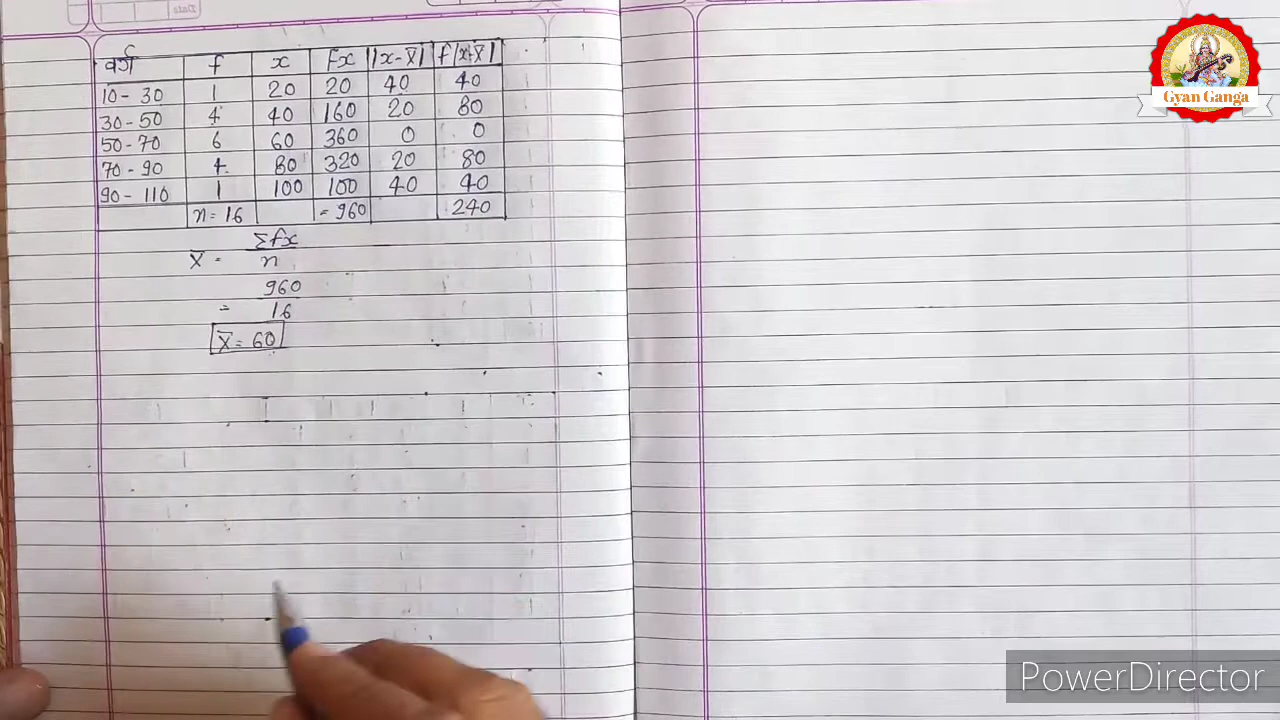 वर्ग f x fx |x-x̄| f|x-x̄|
10-30 1 20 20 40 40
30-50 4 40 160 20 80
50-70 6 60 360 0 0
70-90 4 80 320 20 80
90-110 1 100 100 40 40
n=16 =960 240
x̄ = Σfx
n
= 960
16
x̄ = 60
Gyan Ganga
PowerDirector